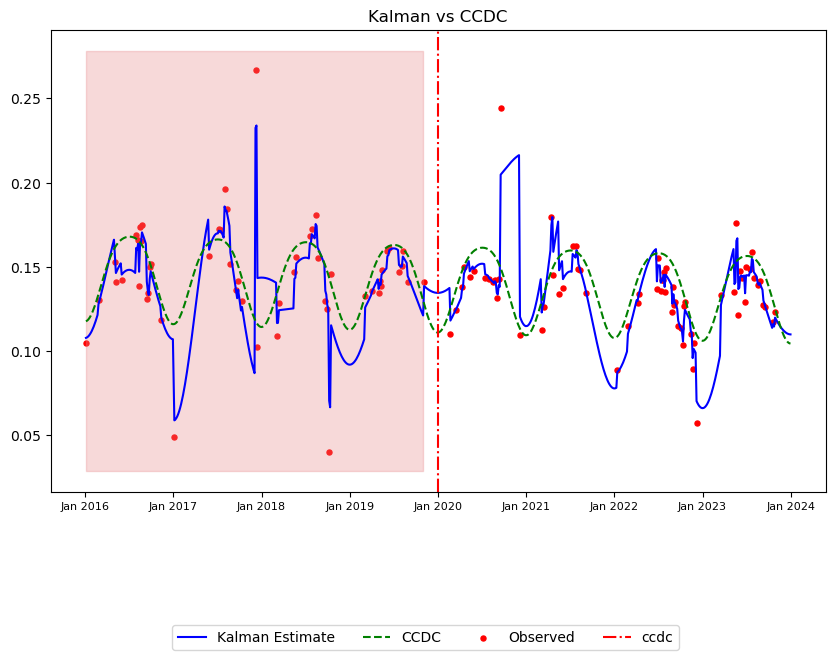 Kalman vs CCDC
0.25
0.20
0.15
0.10
0.05
Jan 2016 Jan 2017 Jan 2018 Jan 2019 Jan 2020 Jan 2021 Jan 2022 Jan 2023 Jan 2024
Kalman Estimate CCDC Observed ccdc